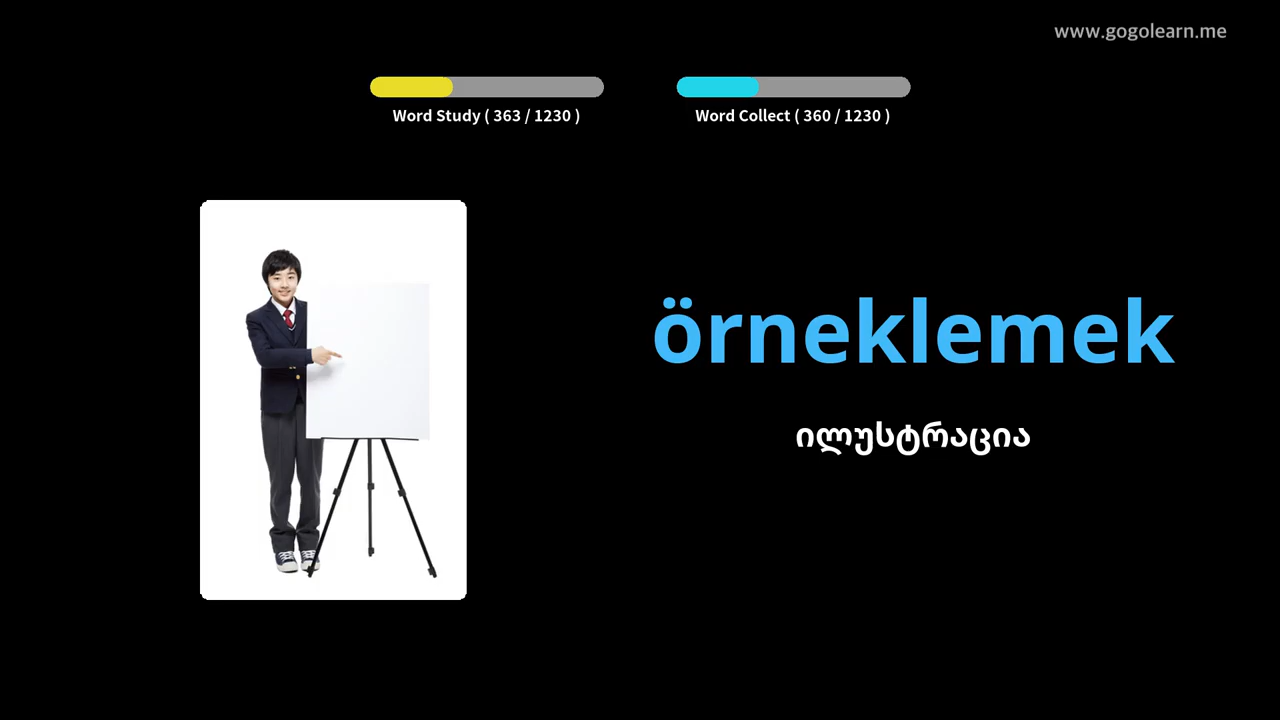 www.gogolearn.me
Word Study ( 363 / 1230 )
Word Collect ( 360 / 1230 )
örneklemek
ილუსტრაცია